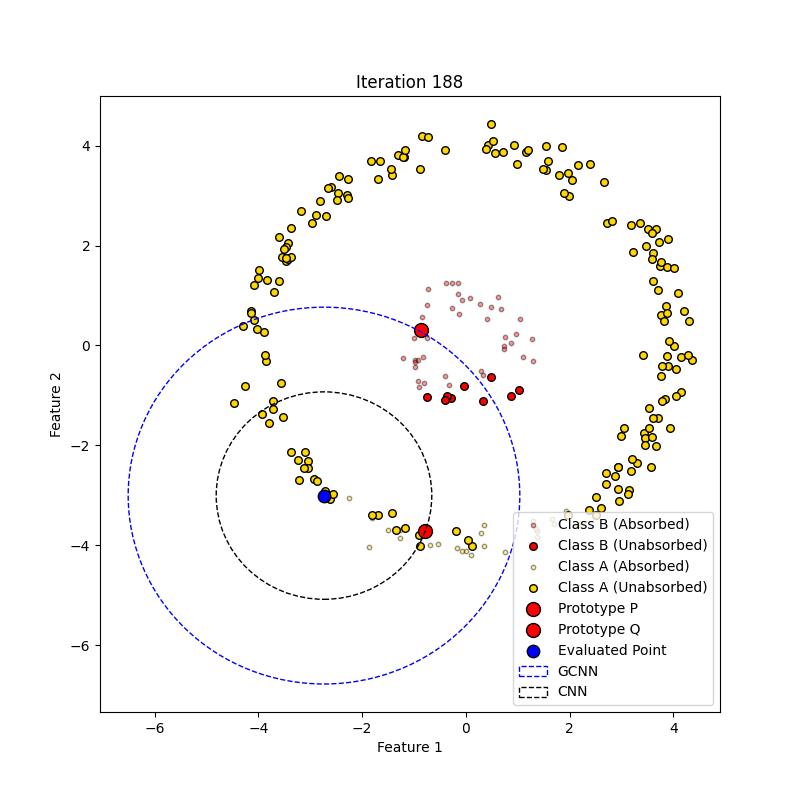 Iteration 188
Feature 2
4
2
0
−2
−4
−6
−6
−4
−2
0
2
4
Feature 1
Class B (Absorbed)
Class B (Unabsorbed)
Class A (Absorbed)
Class A (Unabsorbed)
Prototype P
Prototype Q
Evaluated Point
GCNN
CNN